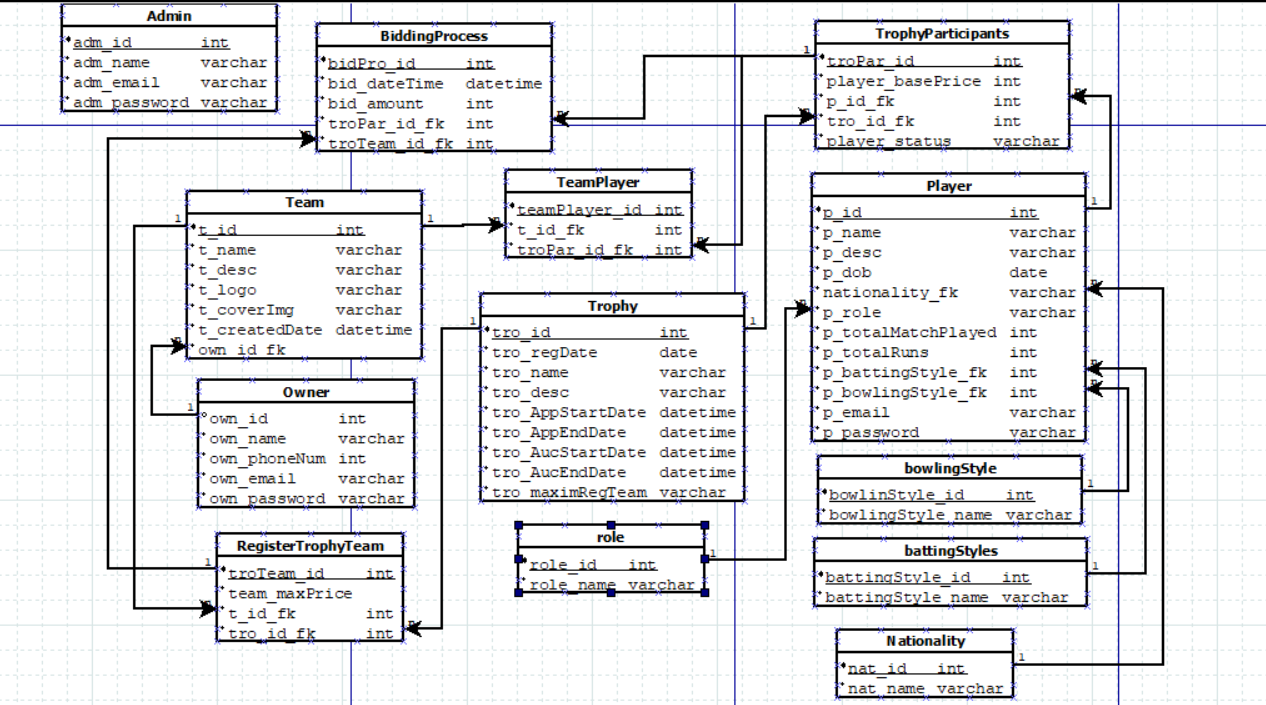 Admin
adm_id int
adm_name varchar
adm_email varchar
adm_password varchar
BiddingProcess
bidPro_id int
bid_dateTime datetime
bid_amount int
troPar_id_fk int
troTeam_id_fk int
TrophyParticipants
troPar_id int
player_basePrice int
p_id_fk int
tro_id_fk int
player_status varchar
1
Team
t_id int
t_name varchar
t_desc varchar
t_logo varchar
t_coverImg varchar
t_createdDate datetime
own_id_fk
1
1
TeamPlayer
teamPlayer_id int
t_id_fk int
troPar_id_fk int
Player
p_id int
p_name varchar
p_desc varchar
p_dob date
nationality_fk varchar
p_role varchar
p_totalMatchPlayed int
p_totalRuns int
p_battingStyle_fk int
p_bowlingStyle_fk int
p_email varchar
p_password varchar
1
Trophy
tro_id int
tro_regDate date
tro_name varchar
tro_desc varchar
tro_AppStartDate datetime
tro_AppEndDate datetime
tro_AucStartDate datetime
tro_AucEndDate datetime
tro_maximRegTeam varchar
1
1
Owner
own_id int
own_name varchar
own_phoneNum int
own_email varchar
own_password varchar
1
bowlingStyle
bowlinStyle_id int
bowlingStyle_name varchar
1
RegisterTrophyTeam
troTeam_id int
team_maxPrice
t_id_fk int
tro_id_fk int
1
role
role_id int
role_name varchar
1
battingStyles
battingStyle_id int
battingStyle_name varchar
1
Nationality
nat_id int
nat_name varchar
1